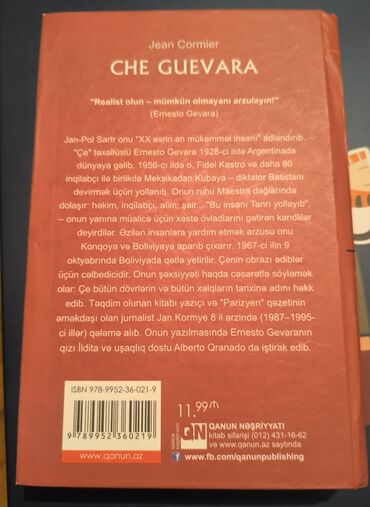 Jean Cormier
CHE GUEVARA
"Realist olun – mümkün olmayanı arzulayın!"
(Ernesto Gevara)
Jan-Pol Sartr onu "XX əsrin ən mükəmməl insanı" adlandırıb.
"Çe" təxəllüslü Ernesto Gevara 1928-ci ildə Argentinada
dünyaya gəlib. 1956-cı ildə o, Fidel Kastro və daha 80
inqilabçı ilə birlikdə Meksikadan Kubaya – diktator Batistanı
devirmək üçün yollanıb. Onun ruhu Maestra dağlarında
dolaşır: həkim, inqilabçı, alim, şair...."Bu insanı Tanrı yollayıb",
– onun yanına müalicə üçün xəstə övladlarını gətirən kəndlilər
deyirdilər. Əzilən insanlara yardım etmək arzusu onu
Konqoya və Boliviyaya aparıb çıxarır. 1967-ci ilin 9
oktyabrında Boliviyada qətlə yetirilir. Çenin obrazı ədiblər
üçün cəlbedicidir. Onun şəxsiyyəti haqda cəsarətlə söyləmək
olar: Çe bütün dövrlərin və bütün xalqların tarixinə adını həkk
edib. Təqdim olunan kitabı yazıçı və "Parizyen" qəzetinin
əməkdaşı olan jurnalist Jan Kormye 8 il ərzində (1987–1995-
ci illər) qələmə alıb. Onun yazılmasında Ernesto Gevaranın
qızı İldita və uşaqlıq dostu Alberto Qranado da iştirak edib.
ISBN 978-9952-36-021-9
9 789952 360219
www.qanun.az
11.99₼
QANUN NƏŞRİYYATI
kitab sifarişi (012) 431-16-62
və www.qanun.az saytında
www.fb.com/qanunpublishing